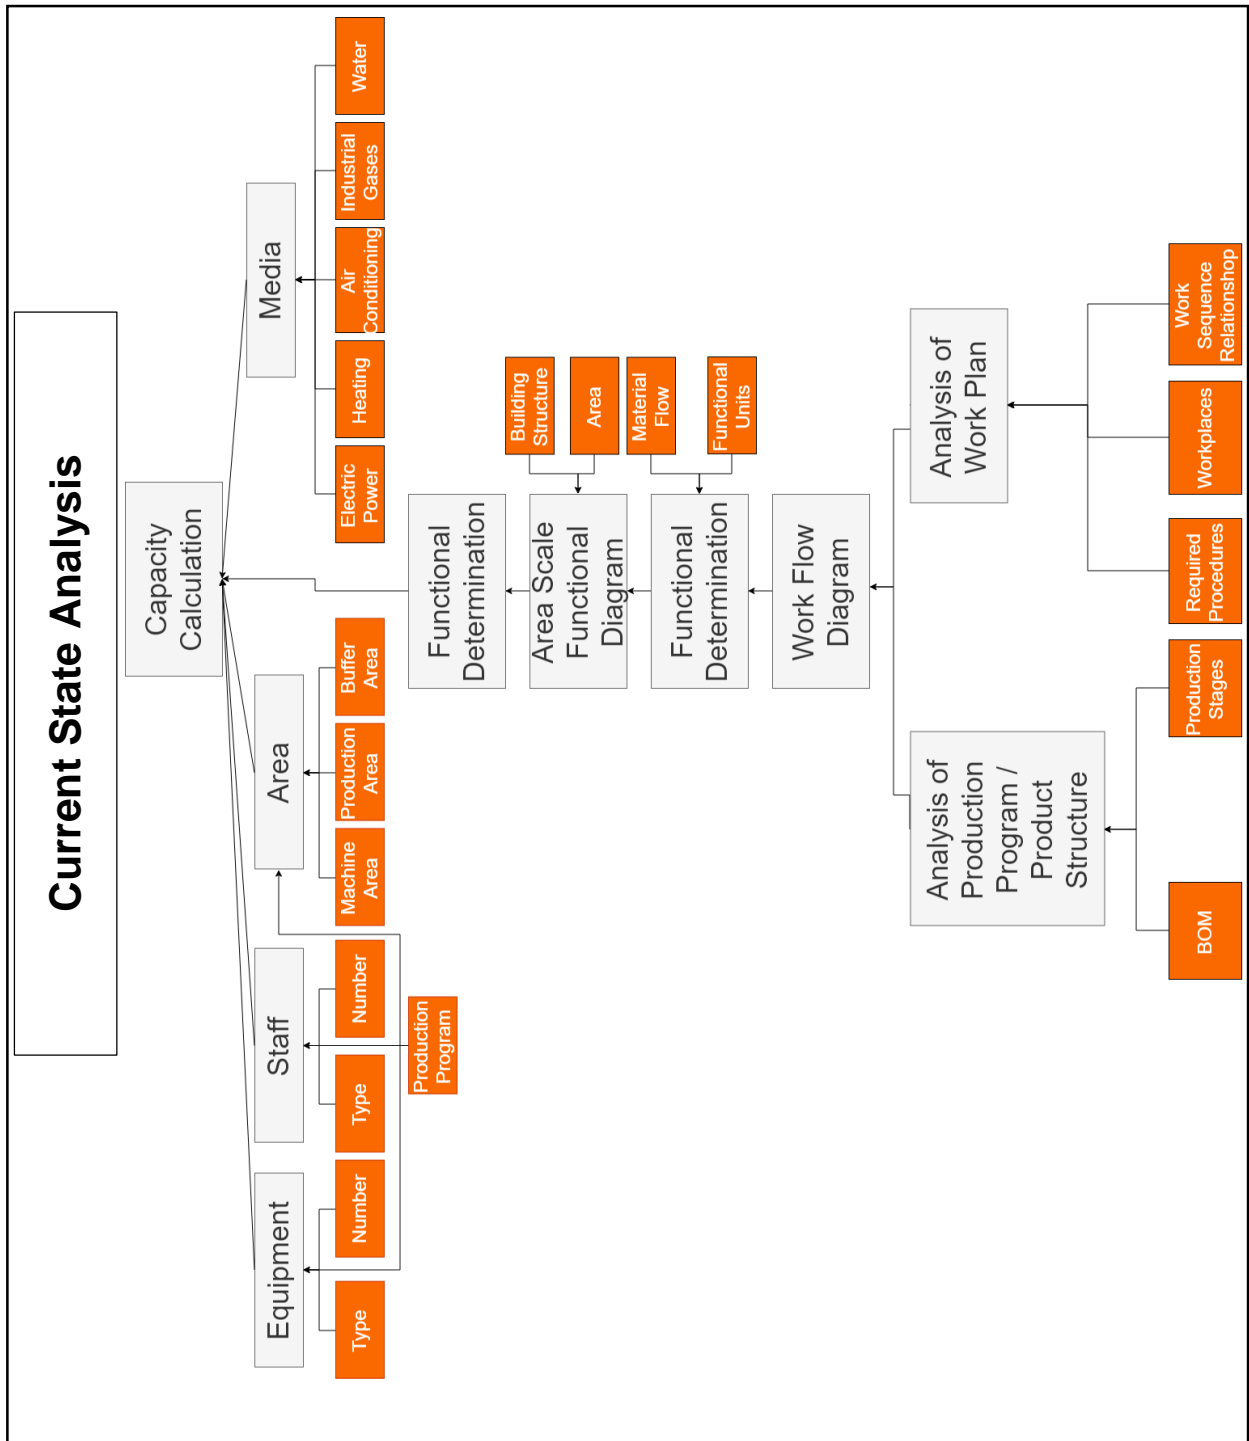 Current State Analysis
Capacity
Calculation
Equipment
Staff
Area
Media
Type
Number
Type
Number
Machine
Area
Production
Area
Buffer
Area
Electric
Power
Heating
Air
Conditioning
Industrial
Gases
Water
Production
Program
Functional
Determination
Building
Structure
Area
Area Scale
Functional
Diagram
Material
Flow
Functional
Units
Functional
Determination
Work Flow
Diagram
Analysis of
Production
Program /
Product
Structure
Analysis of
Work Plan
BOM
Production
Stages
Required
Procedures
Workplaces
Work
Sequence
Relationshop